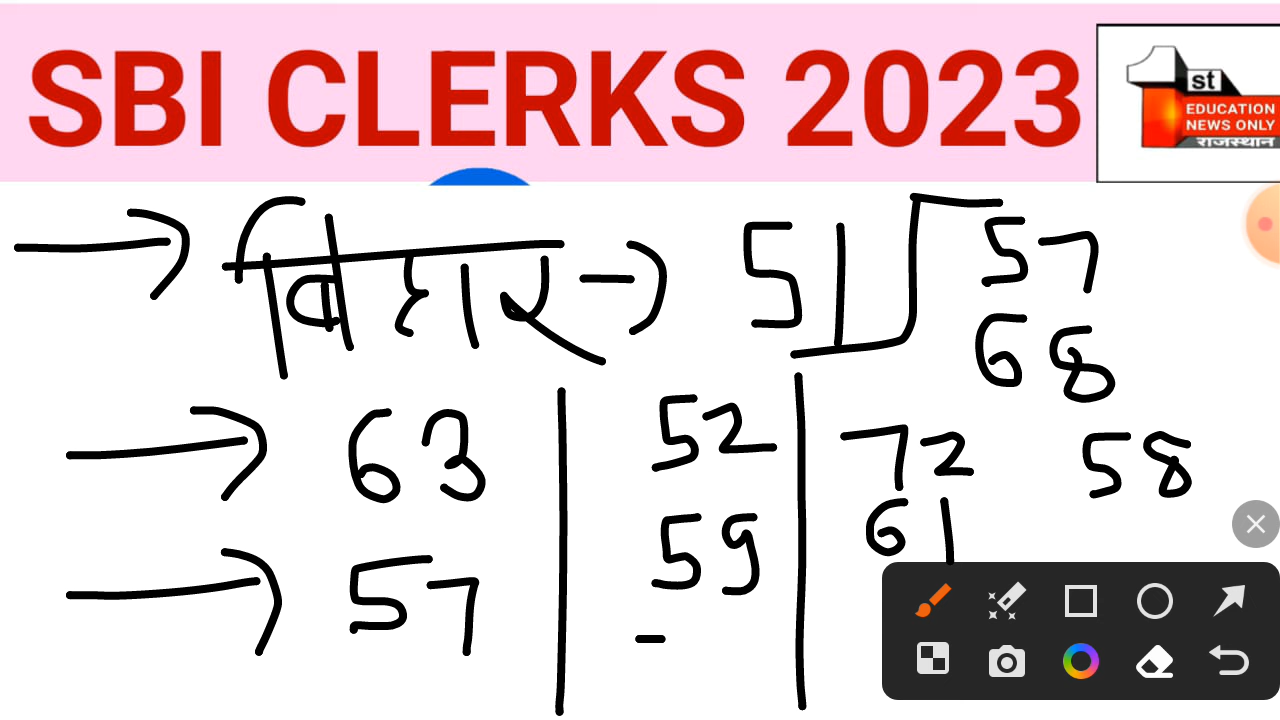 SBI CLERKS 2023
1st
EDUCATION
NEWS ONLY
राजस्थान
→ बिहार → 51 57
68
→ 63 52 72 58
59 61
→ 57
-